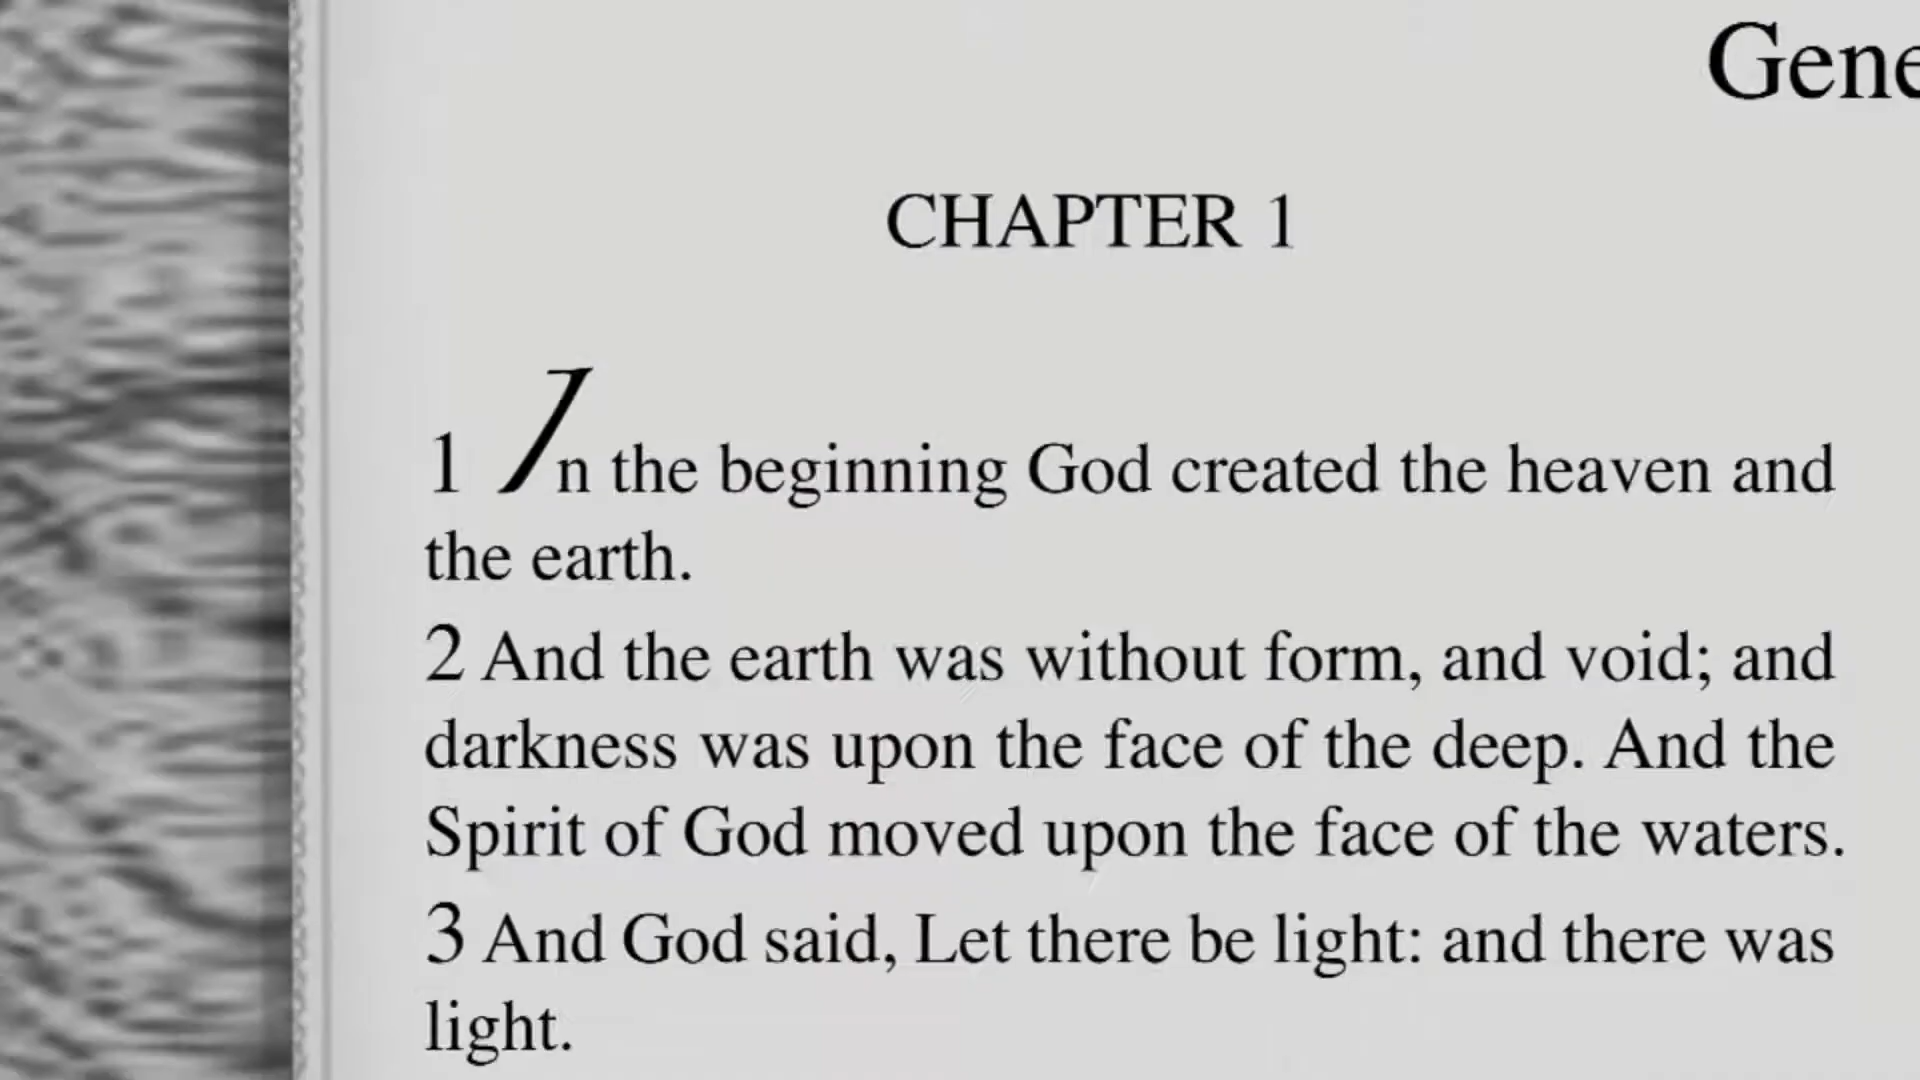 Gene
CHAPTER 1
1 In the beginning God created the heaven and
the earth.
2 And the earth was without form, and void; and
darkness was upon the face of the deep. And the
Spirit of God moved upon the face of the waters.
3 And God said, Let there be light: and there was
light.